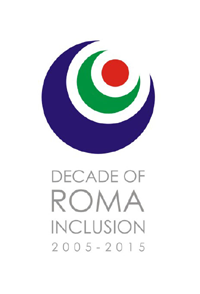 DECADE OF
ROMA
INCLUSION
2005-2015